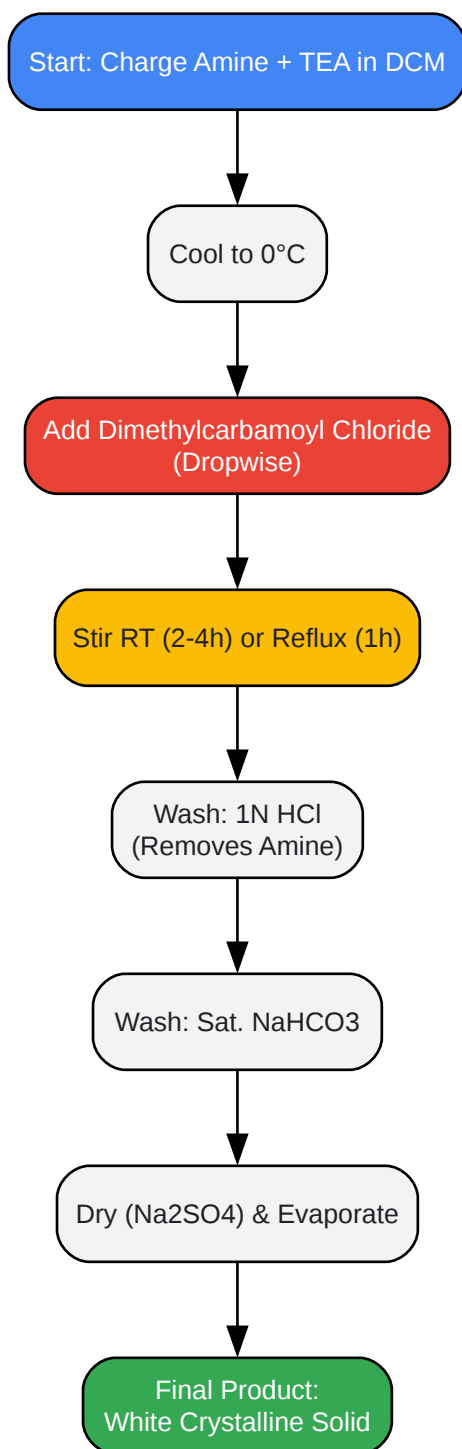 Start: Charge Amine + TEA in DCM
Cool to 0°C
Add Dimethylcarbamoyl Chloride
(Dropwise)
Stir RT (2-4h) or Reflux (1h)
Wash: 1N HCl
(Removes Amine)
Wash: Sat. NaHCO3
Dry (Na2SO4) & Evaporate
Final Product:
White Crystalline Solid